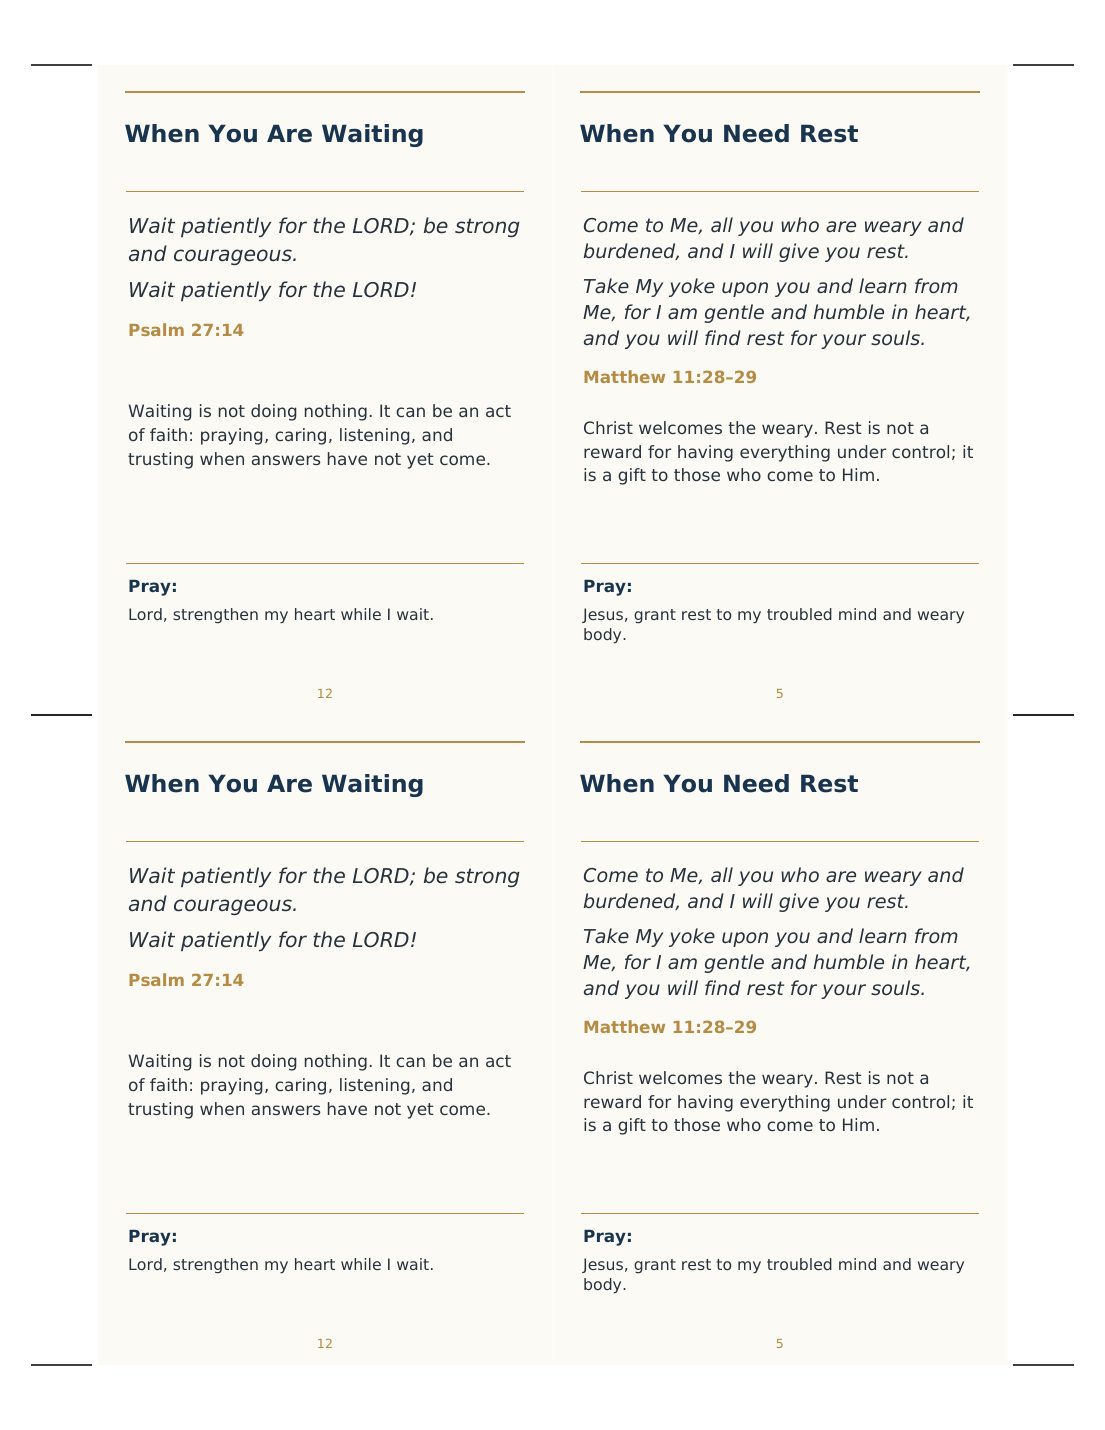 When You Are Waiting
Wait patiently for the LORD; be strong
and courageous.
Wait patiently for the LORD!
Psalm 27:14
Waiting is not doing nothing. It can be an act
of faith: praying, caring, listening, and
trusting when answers have not yet come.
Pray:
Lord, strengthen my heart while I wait.
12
When You Need Rest
Come to Me, all you who are weary and
burdened, and I will give you rest.
Take My yoke upon you and learn from
Me, for I am gentle and humble in heart,
and you will find rest for your souls.
Matthew 11:28–29
Christ welcomes the weary. Rest is not a
reward for having everything under control; it
is a gift to those who come to Him.
Pray:
Jesus, grant rest to my troubled mind and weary
body.
5
When You Are Waiting
Wait patiently for the LORD; be strong
and courageous.
Wait patiently for the LORD!
Psalm 27:14
Waiting is not doing nothing. It can be an act
of faith: praying, caring, listening, and
trusting when answers have not yet come.
Pray:
Lord, strengthen my heart while I wait.
12
When You Need Rest
Come to Me, all you who are weary and
burdened, and I will give you rest.
Take My yoke upon you and learn from
Me, for I am gentle and humble in heart,
and you will find rest for your souls.
Matthew 11:28–29
Christ welcomes the weary. Rest is not a
reward for having everything under control; it
is a gift to those who come to Him.
Pray:
Jesus, grant rest to my troubled mind and weary
body.
5